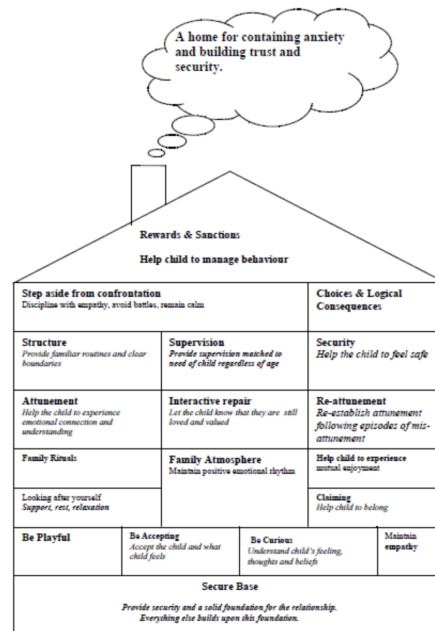 A home for containing anxiety
and building trust and
security.
Rewards & Sanctions
Help child to manage behaviour
Step aside from confrontation
Discipline with empathy, avoid battles, remain calm
Choices & Logical
Consequences
Structure
Provide familiar routines and clear
boundaries
Supervision
Provide supervision matched to
need of child regardless of age
Security
Help the child to feel safe
Attunement
Help the child to experience
emotional connection and
understanding
Interactive repair
Let the child know that they are still
loved and valued
Re-attunement
Re-establish attunement
following episodes of mis-
attunement
Family Rituals
Family Atmosphere
Maintain positive emotional rhythm
Help child to experience
mutual enjoyment
Looking after yourself
Support, rest, relaxation
Claiming
Help child to belong
Be Playful
Be Accepting
Accept the child and what
child feels
Be Curious
Understand child's feeling,
thoughts and beliefs
Maintain
empathy
Secure Base
Provide security and a solid foundation for the relationship.
Everything else builds upon this foundation.